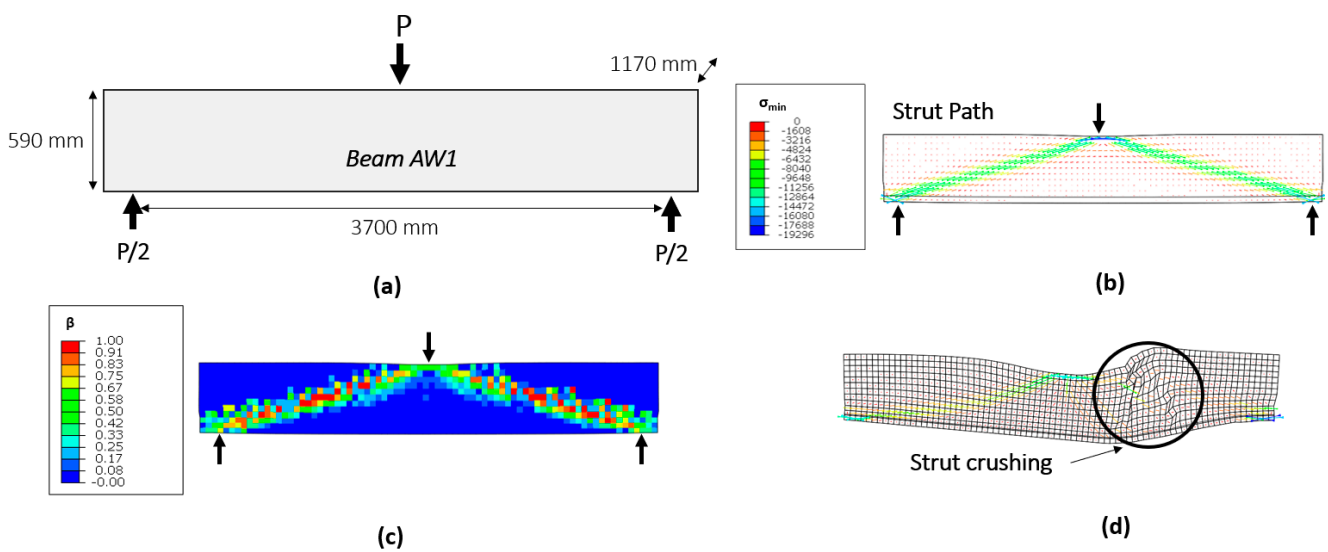 P
1170 mm
590 mm
Beam AW1
3700 mm
P/2
P/2
(a)
σmin
0
-1608
-3216
-4824
-6432
-8040
-9648
-11256
-12864
-14472
-16080
-17688
-19296
Strut Path
(b)
β
1.00
0.91
0.83
0.75
0.67
0.58
0.50
0.42
0.33
0.25
0.17
0.08
-0.00
(c)
Strut crushing
(d)